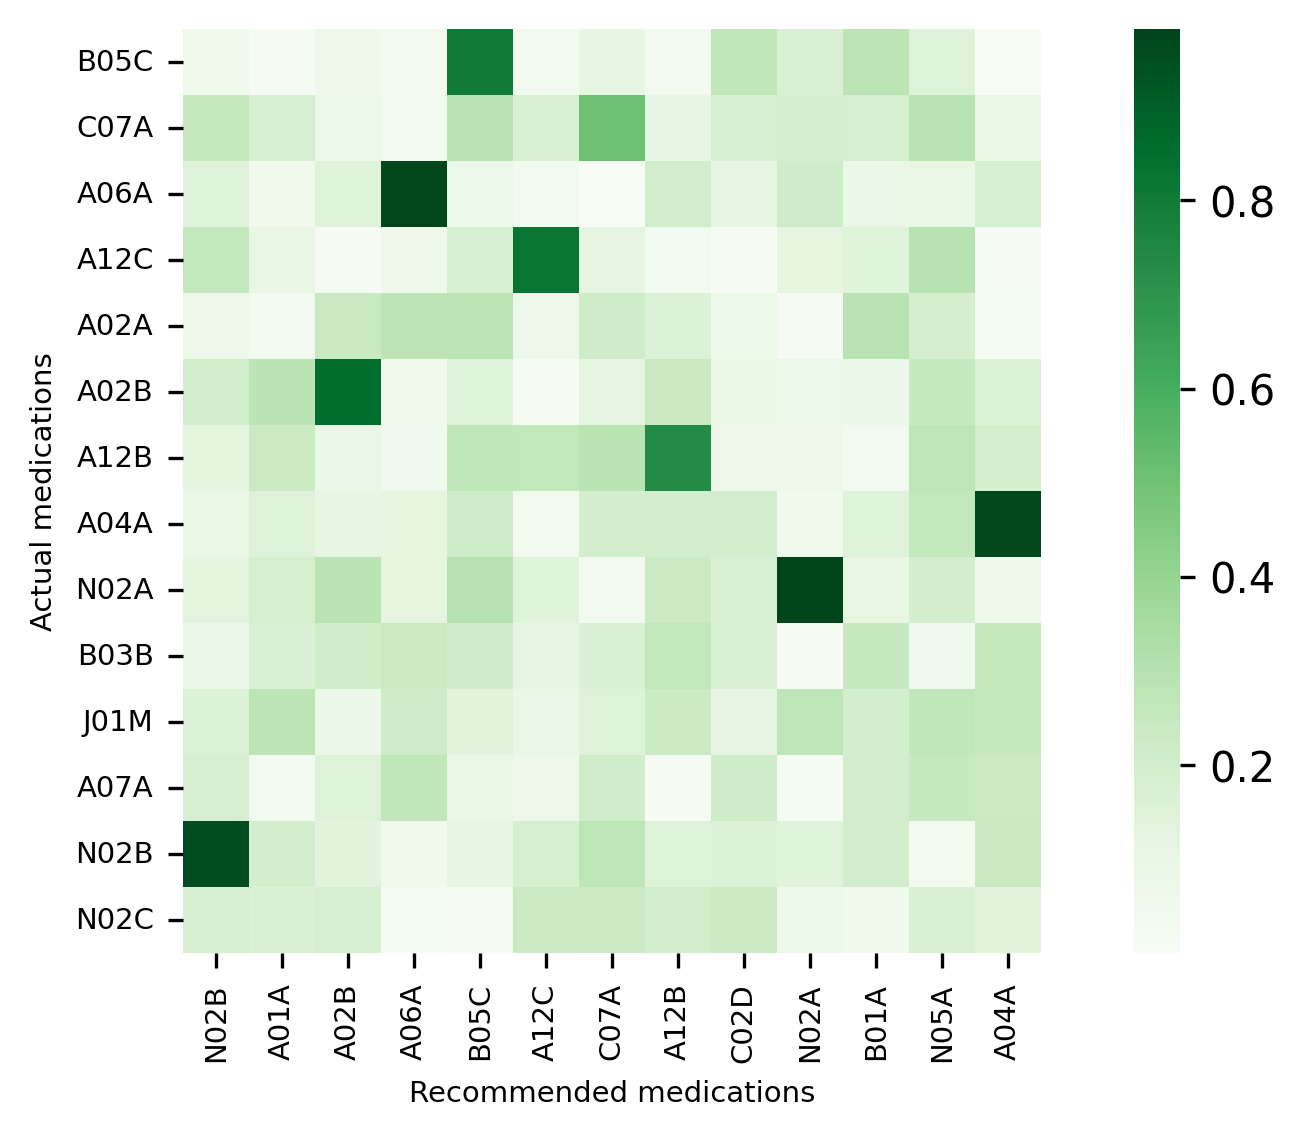 Actual medications
B05C
C07A
A06A
A12C
A02A
A02B
A12B
A04A
N02A
B03B
J01M
A07A
N02B
N02C
N02B
A01A
A02B
A06A
B05C
A12C
C07A
A12B
C02D
N02A
B01A
N05A
A04A
Recommended medications
0.8
0.6
0.4
0.2